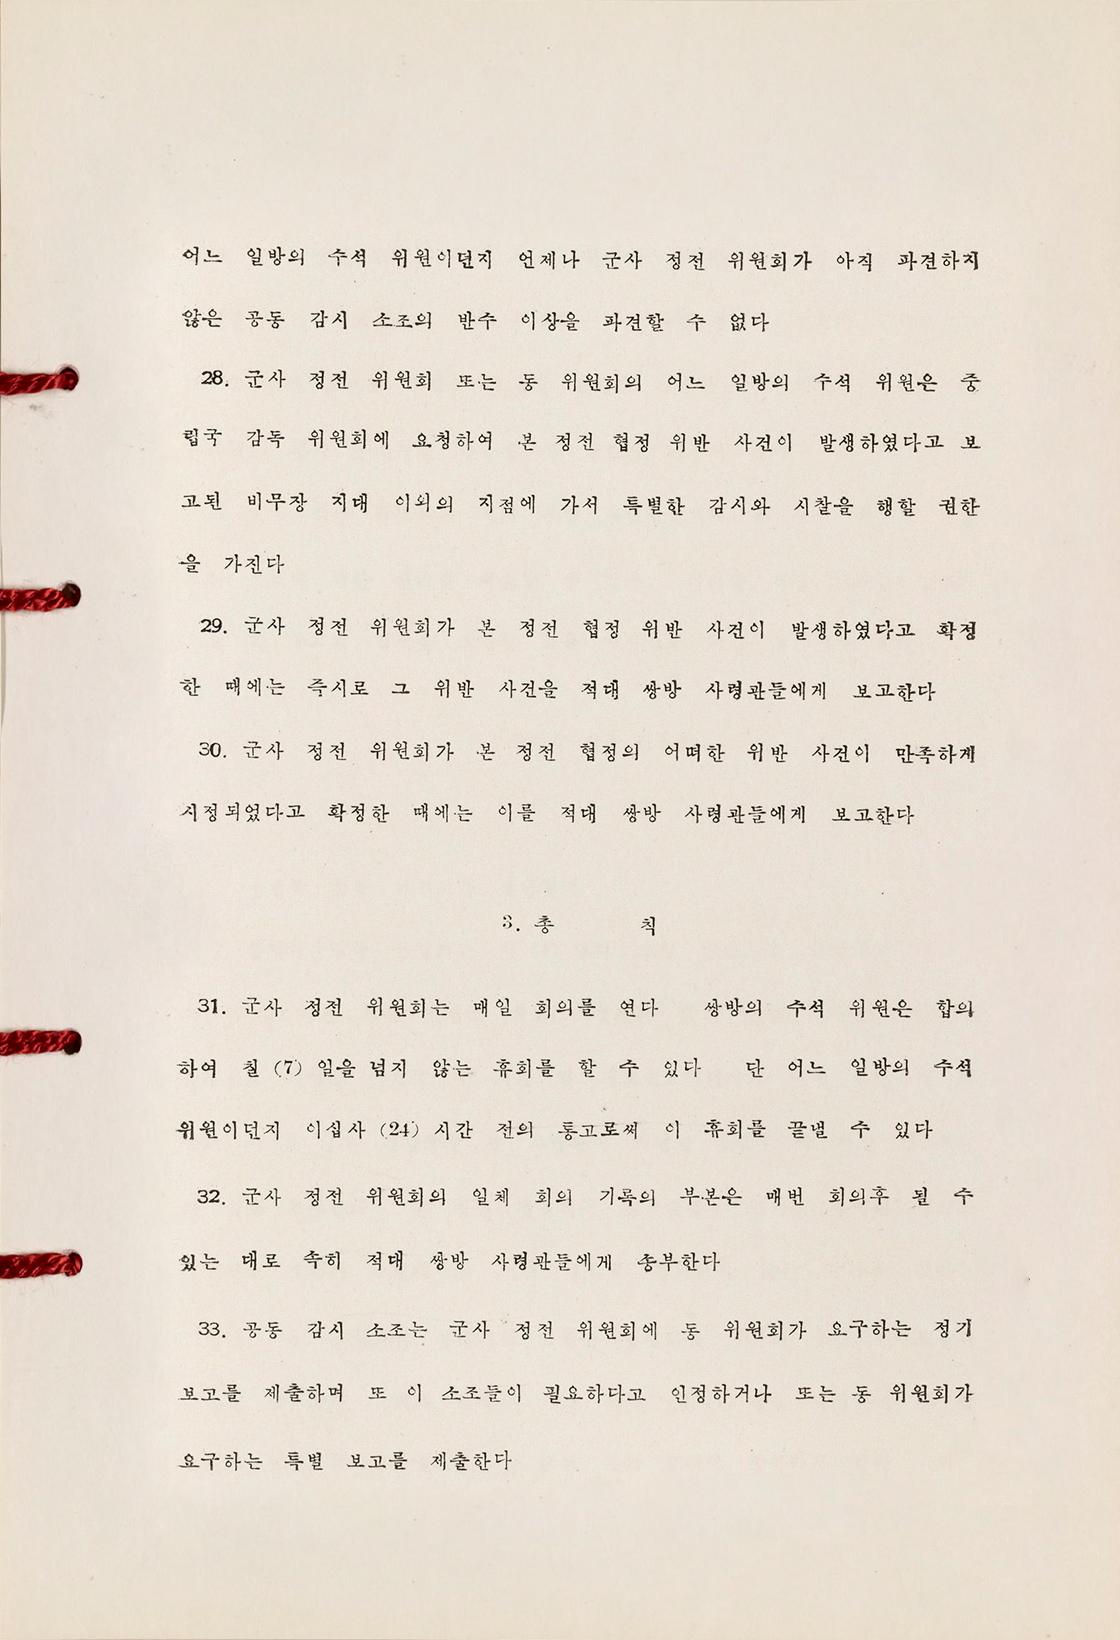 어느 일방의 수석 위원이던지 언제나 군사 정전 위원회가 아직 파견하지
않은 공동 감시 소조의 반수 이상을 파견할 수 없다
28. 군사 정전 위원회 또는 동 위원회의 어느 일방의 수석 위원은 중
립국 감독 위원회에 요청하여 본 정전 협정 위반 사건이 발생하였다고 보
고된 비무장 지대 이외의 지점에 가서 특별한 감시와 시찰을 행할 권한
을 가진다
29. 군사 정전 위원회가 본 정전 협정 위반 사건이 발생하였다고 확정
한 때에는 즉시로 그 위반 사건을 적대 쌍방 사령관들에게 보고한다
30. 군사 정전 위원회가 본 정전 협정의 어떠한 위반 사건이 만족하게
시정되었다고 확정한 때에는 이를 적대 쌍방 사령관들에게 보고한다
3. 총 칙
31. 군사 정전 위원회는 매일 회의를 연다 쌍방의 수석 위원은 합의
하여 칠 (7) 일을 넘지 않는 휴회를 할 수 있다 단 어느 일방의 수석
위원이던지 이십사 (24) 시간 전의 통고로써 이 휴회를 끝낼 수 있다
32. 군사 정전 위원회의 일체 회의 기록의 부본은 매번 회의후 될 수
있는 대로 속히 적대 쌍방 사령관들에게 송부한다
33. 공동 감시 소조는 군사 정전 위원회에 동 위원회가 요구하는 정기
보고를 제출하며 또 이 소조들이 필요하다고 인정하거나 또는 동 위원회가
요구하는 특별 보고를 제출한다